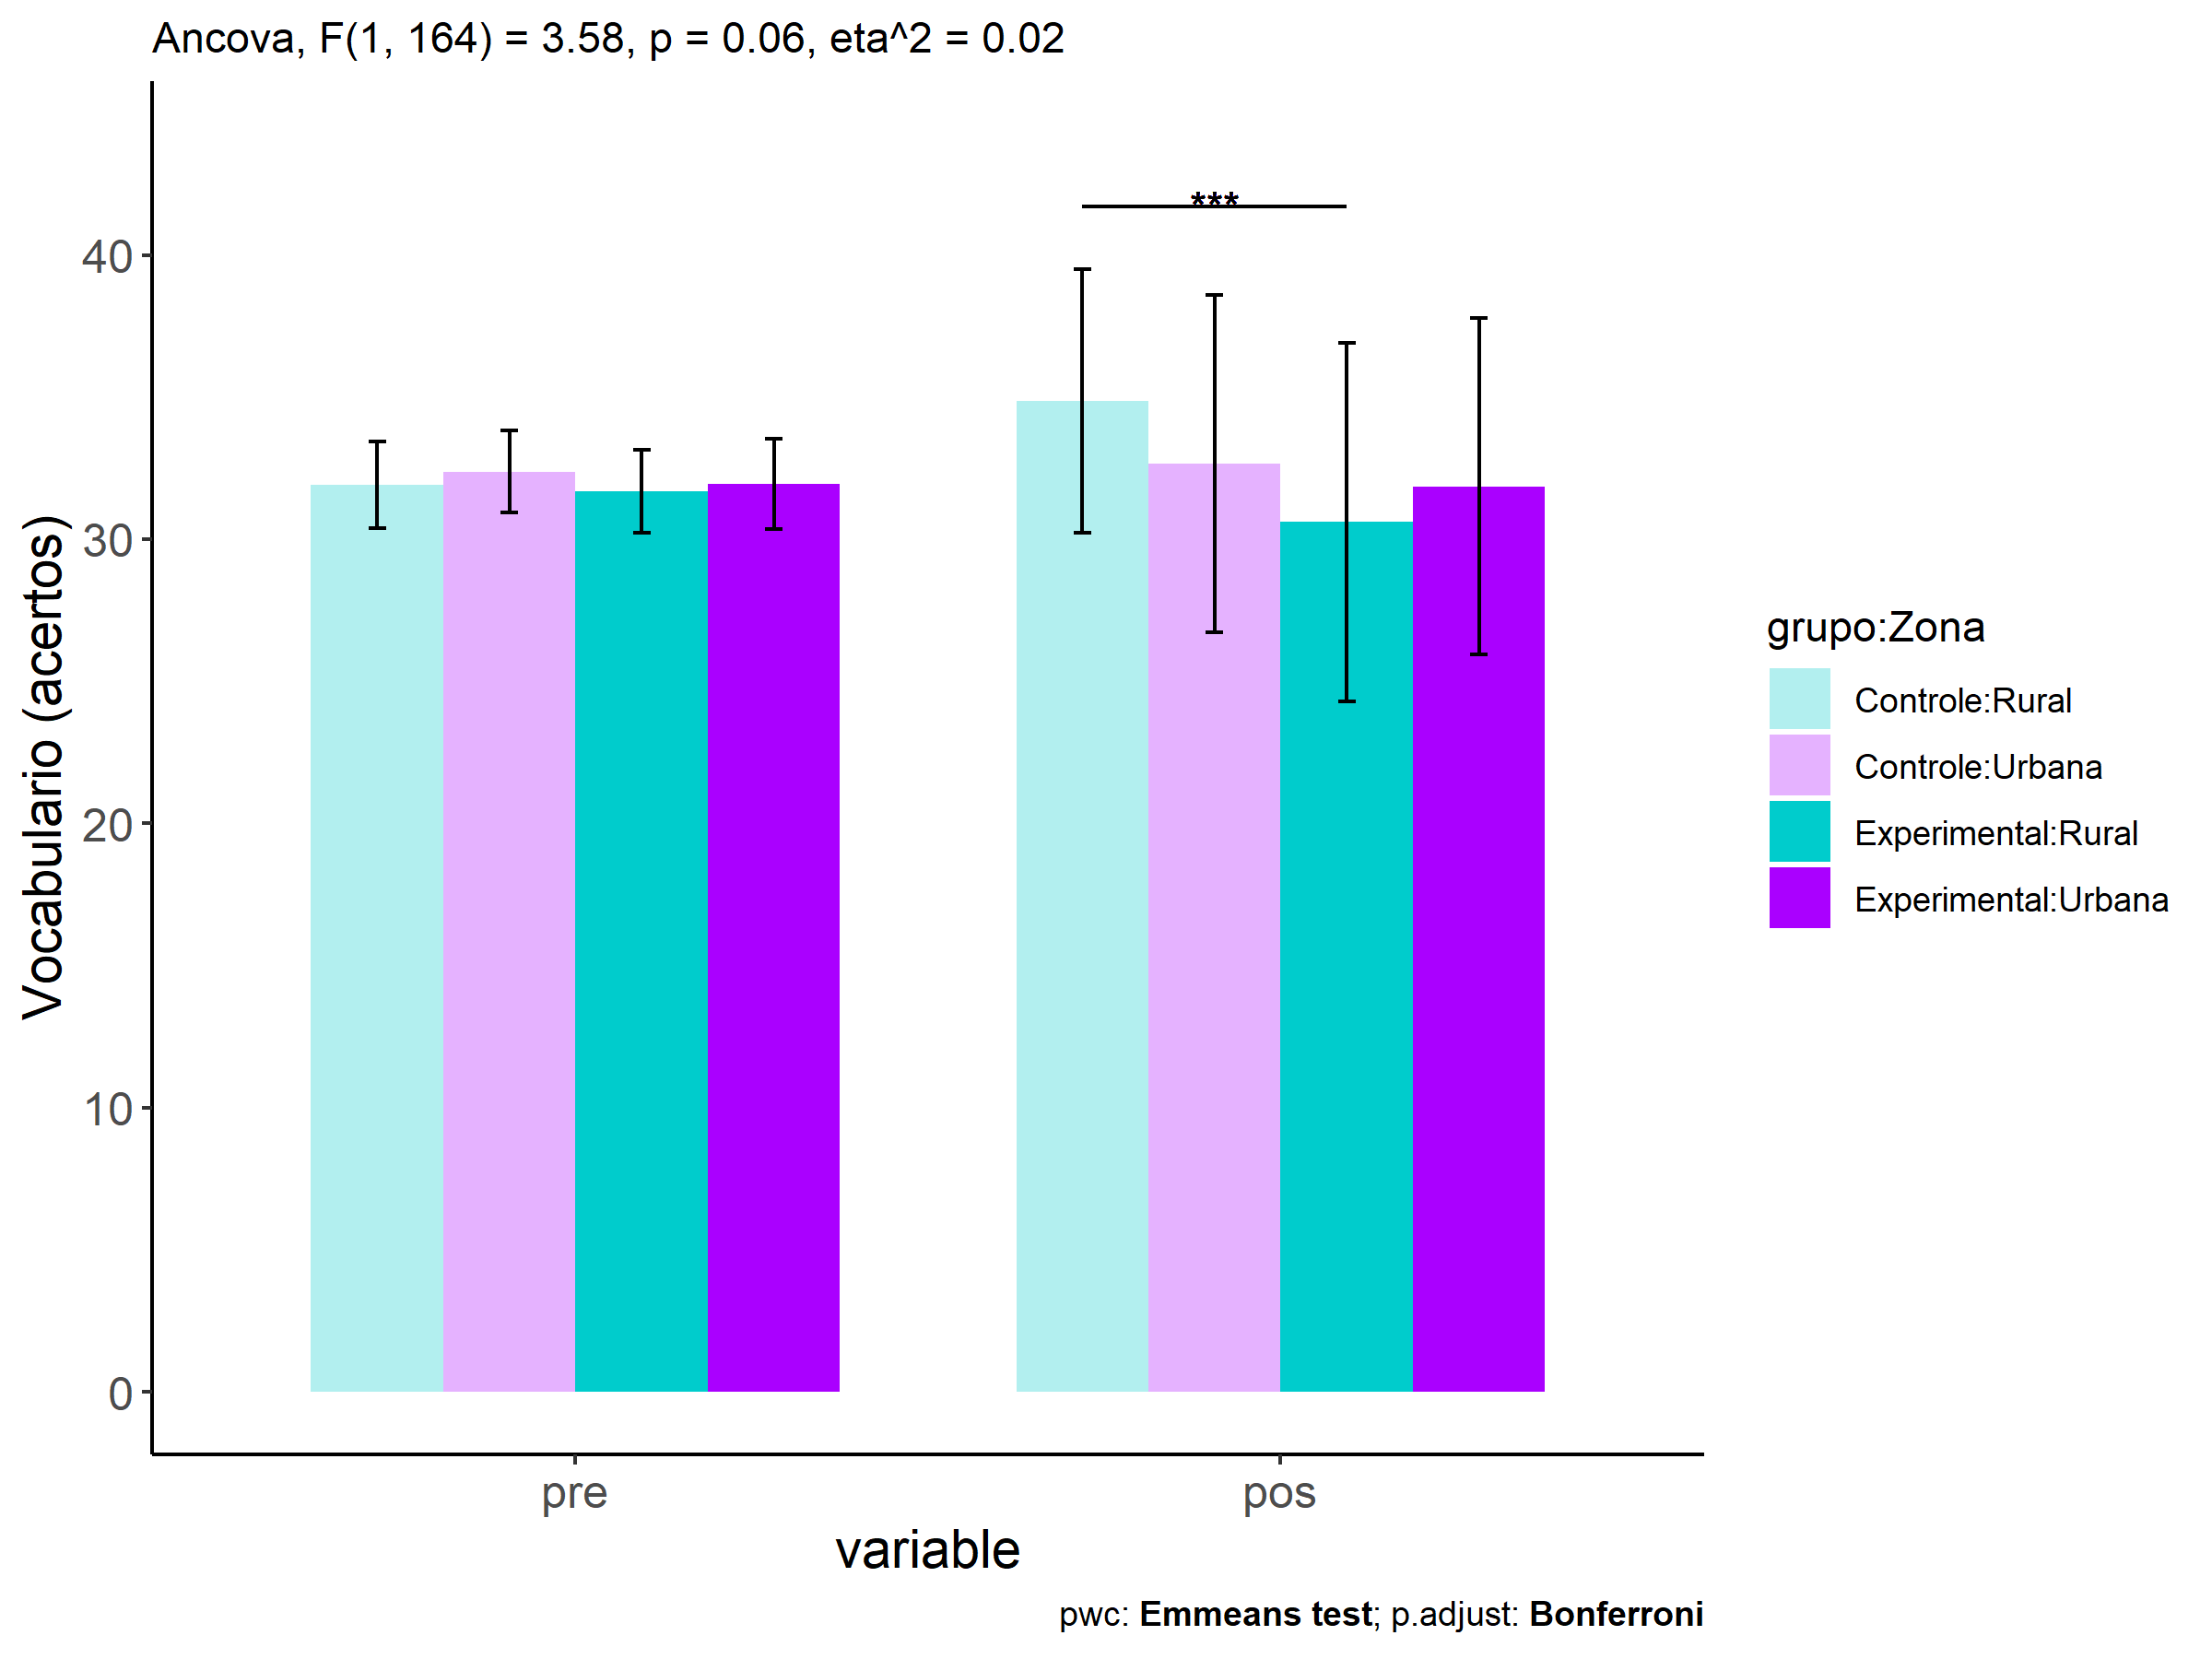 Ancova, F(1, 164) = 3.58, p = 0.06, eta^2 = 0.02
***
40
30
20
10
0
Vocabulario (acertos)
pre
pos
variable
grupo:Zona
Controle:Rural
Controle:Urbana
Experimental:Rural
Experimental:Urbana
pwc: Emmeans test; p.adjust: Bonferroni